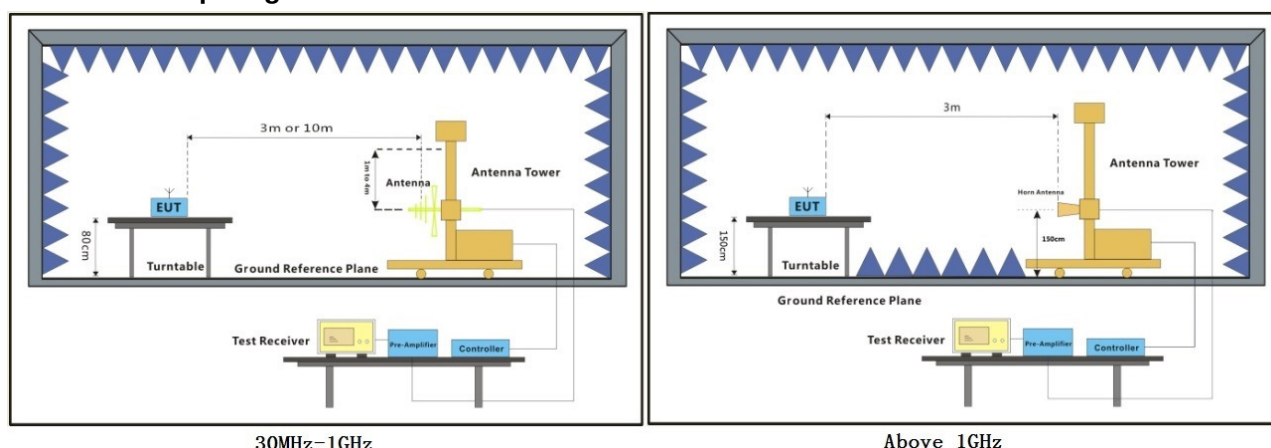 3m or 10m
1m to 4m
Antenna
Antenna Tower
EUT
80cm
Turntable
Ground Reference Plane
Test Receiver
Pre-Amplifier
Controller
30MHz-1GHz
3m
Antenna Tower
Horn Antenna
EUT
150cm
150cm
Turntable
Ground Reference Plane
Test Receiver
Pre-Amplifier
Controller
Above 1GHz